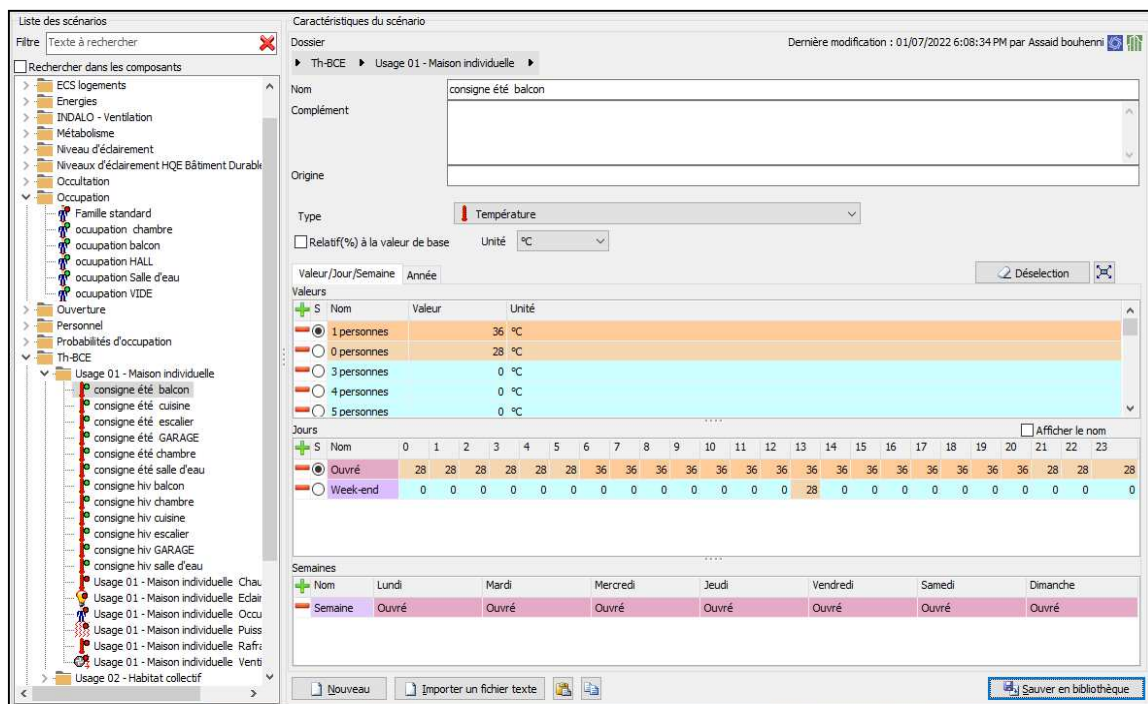 Liste des scénarios
Filtre Texte à rechercher
Rechercher dans les composants
ECS logements
Energies
INDALO - Ventilation
Métabolisme
Niveau d'éclairement
Niveaux d'éclairement HQE Bâtiment Durable
Occultation
Occupation
Famille standard
ocuupation chambre
ocuupation balcon
ocuupation HALL
ocuupation Salle d'eau
ocuupation VIDE
Ouverture
Personnel
Probabilités d'occupation
Th-BCE
Usage 01 - Maison individuelle
consigne été balcon
consigne été cuisine
consigne été escalier
consigne été GARAGE
consigne été chambre
consigne été salle d'eau
consigne hiv balcon
consigne hiv chambre
consigne hiv cuisine
consigne hiv escalier
consigne hiv GARAGE
consigne hiv salle d'eau
Usage 01 - Maison individuelle Chau
Usage 01 - Maison individuelle Eclair
Usage 01 - Maison individuelle Occu
Usage 01 - Maison individuelle Puiss
Usage 01 - Maison individuelle Rafra
Usage 01 - Maison individuelle Venti
Usage 02 - Habitat collectif
Caractéristiques du scénario
Dossier Dernière modification : 01/07/2022 6:08:34 PM par Assaid bouhenni
Th-BCE Usage 01 - Maison individuelle
Nom consigne été balcon
Complément
Origine
Type Température
Relatif(%) à la valeur de base Unité °C
Valeur/Jour/Semaine Année Déselection
Valeurs
S Nom Valeur Unité
1 personnes 36 °C
0 personnes 28 °C
3 personnes 0 °C
4 personnes 0 °C
5 personnes 0 °C
Jours Afficher le nom
S Nom 0 1 2 3 4 5 6 7 8 9 10 11 12 13 14 15 16 17 18 19 20 21 22 23
Ouvré 28 28 28 28 28 28 36 36 36 36 36 36 36 36 36 36 36 36 36 36 36 28 28 28
Week-end 0 0 0 0 0 0 0 0 0 0 0 0 0 28 0 0 0 0 0 0 0 0 0 0
Semaines
Nom Lundi Mardi Mercredi Jeudi Vendredi Samedi Dimanche
Semaine Ouvré Ouvré Ouvré Ouvré Ouvré Ouvré Ouvré
Nouveau Importer un fichier texte Sauver en bibliothèque